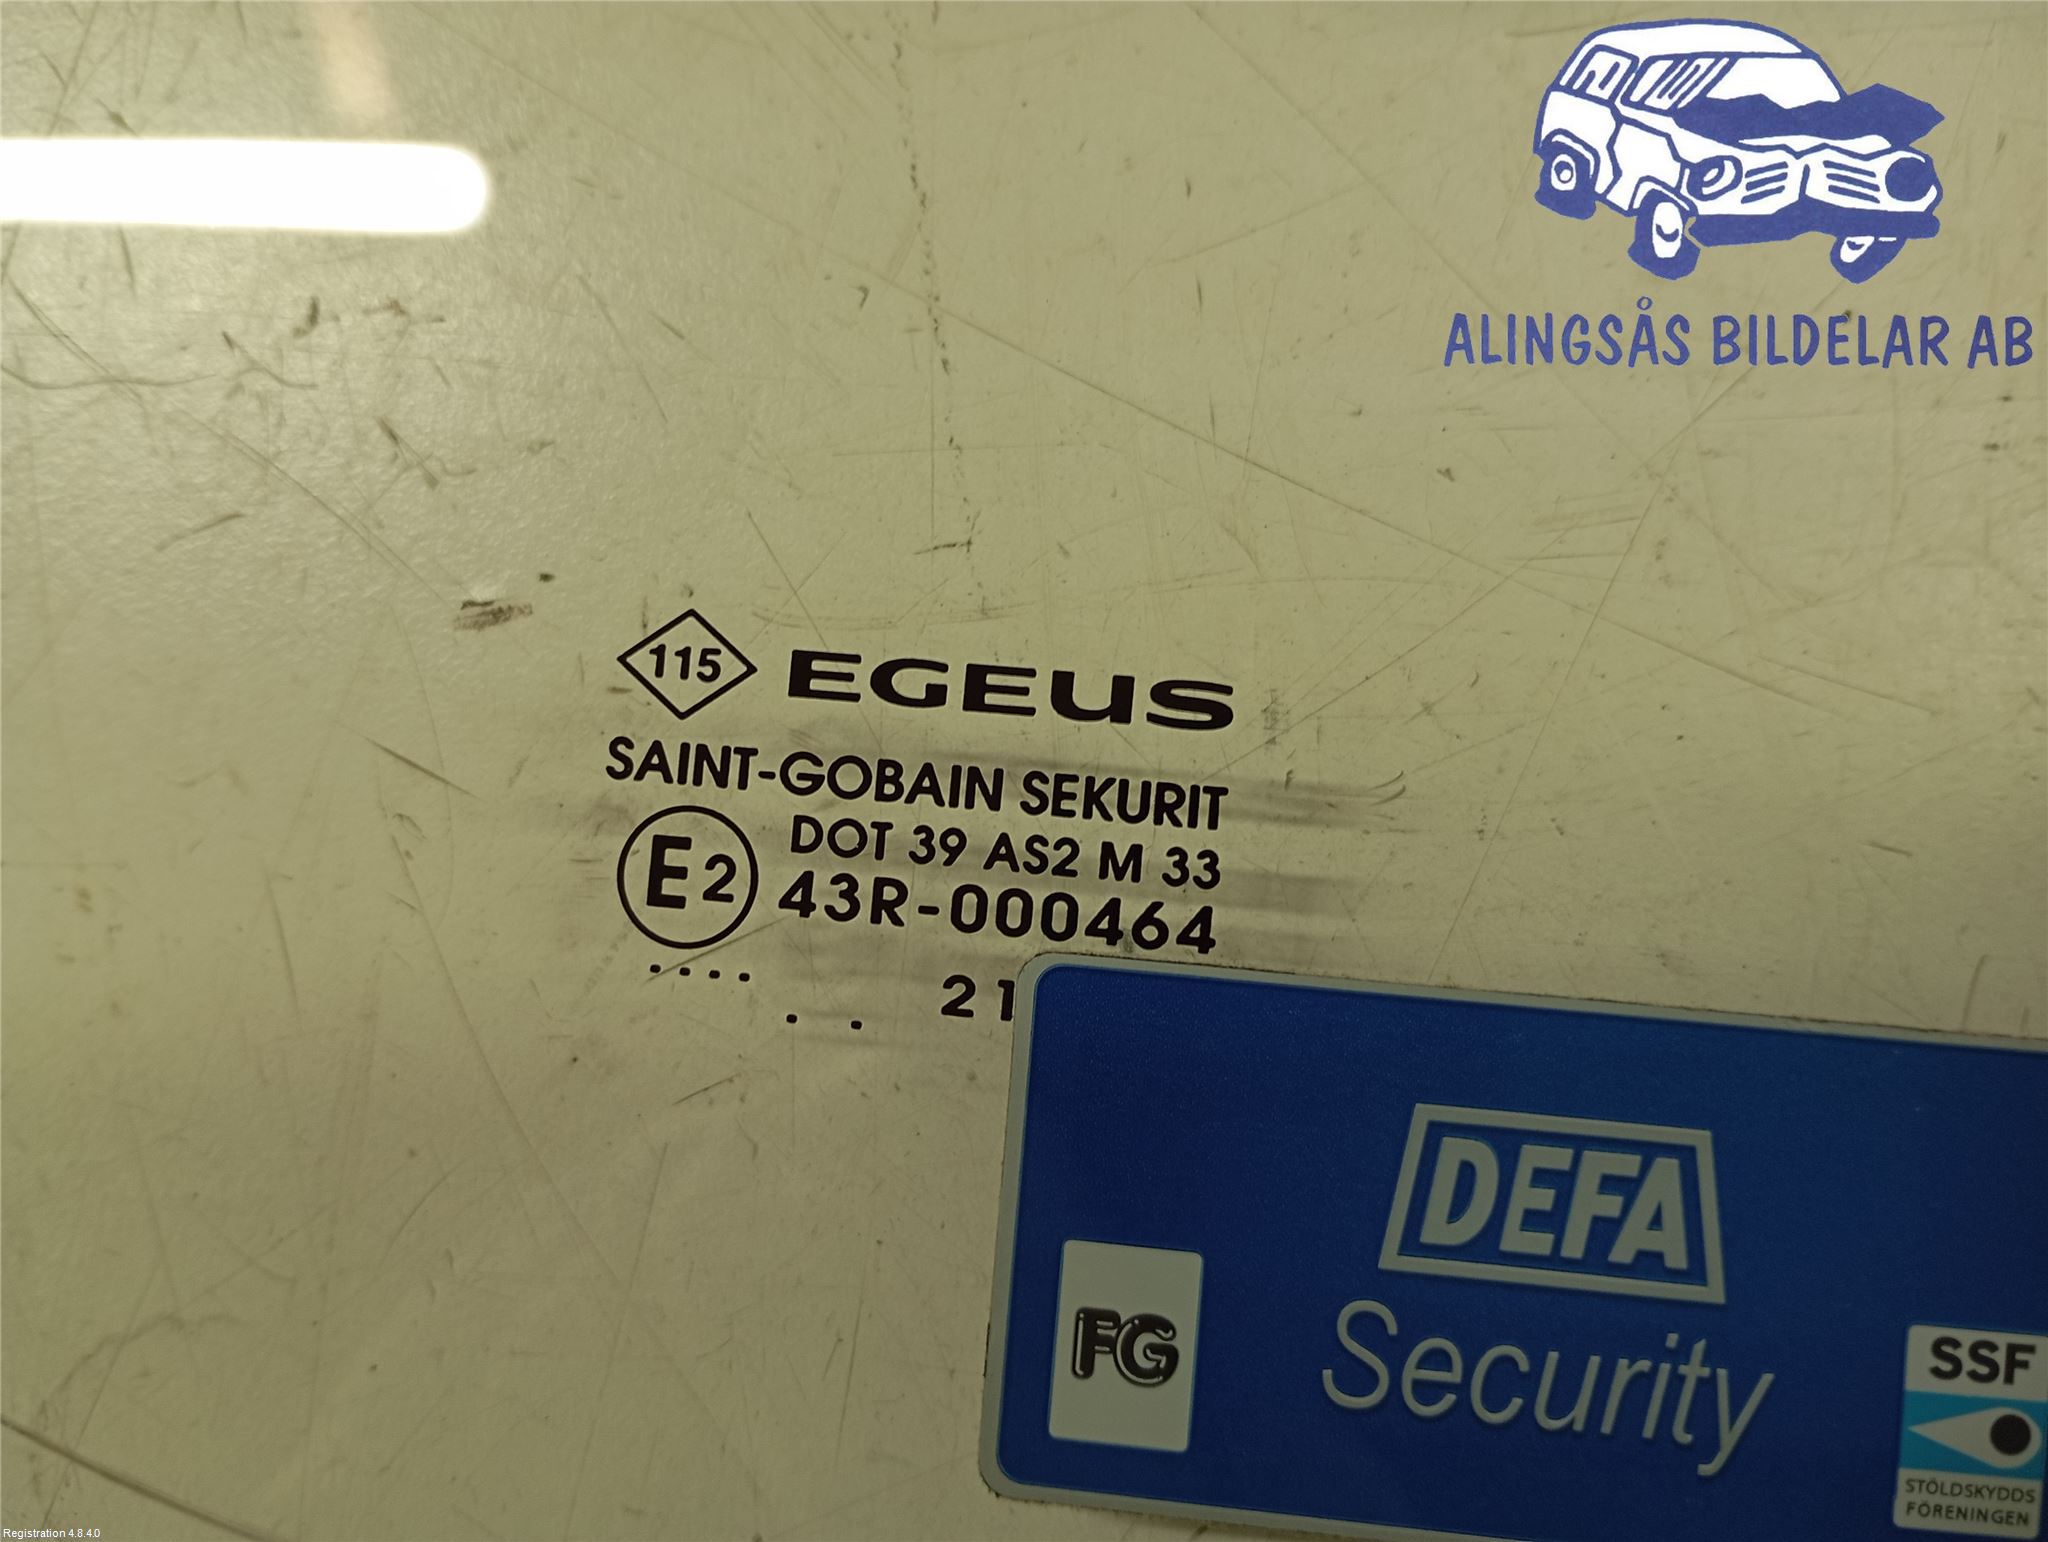 ALINGSÅS BILDELAR AB
115 EGEUS
SAINT-GOBAIN SEKURIT
DOT 39 AS2 M 33
E2 43R-000464
.... 
. . 21
DEFA
Security
FG
SSF
STÖLDSKYDDS
FÖRENINGEN
Registration 4.8.4.0